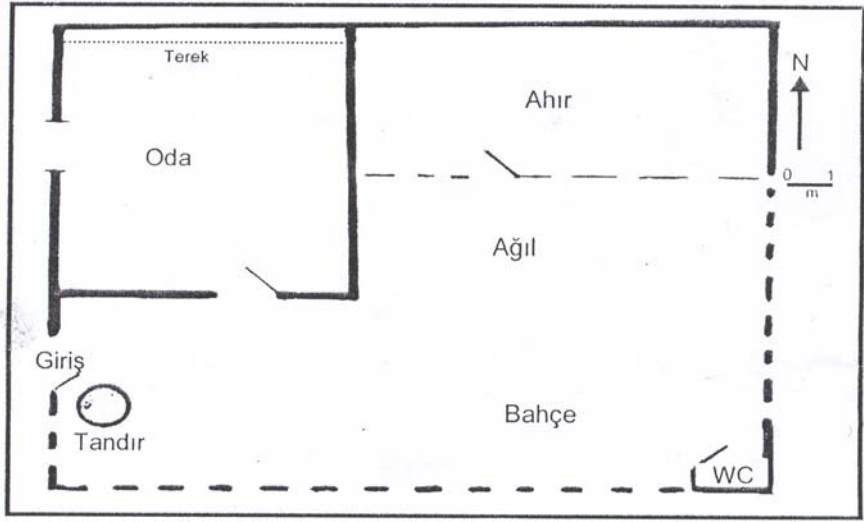 Terek
N
Ahır
Oda
0 1
m
Ağıl
Giriş
Bahçe
Tandır
WC